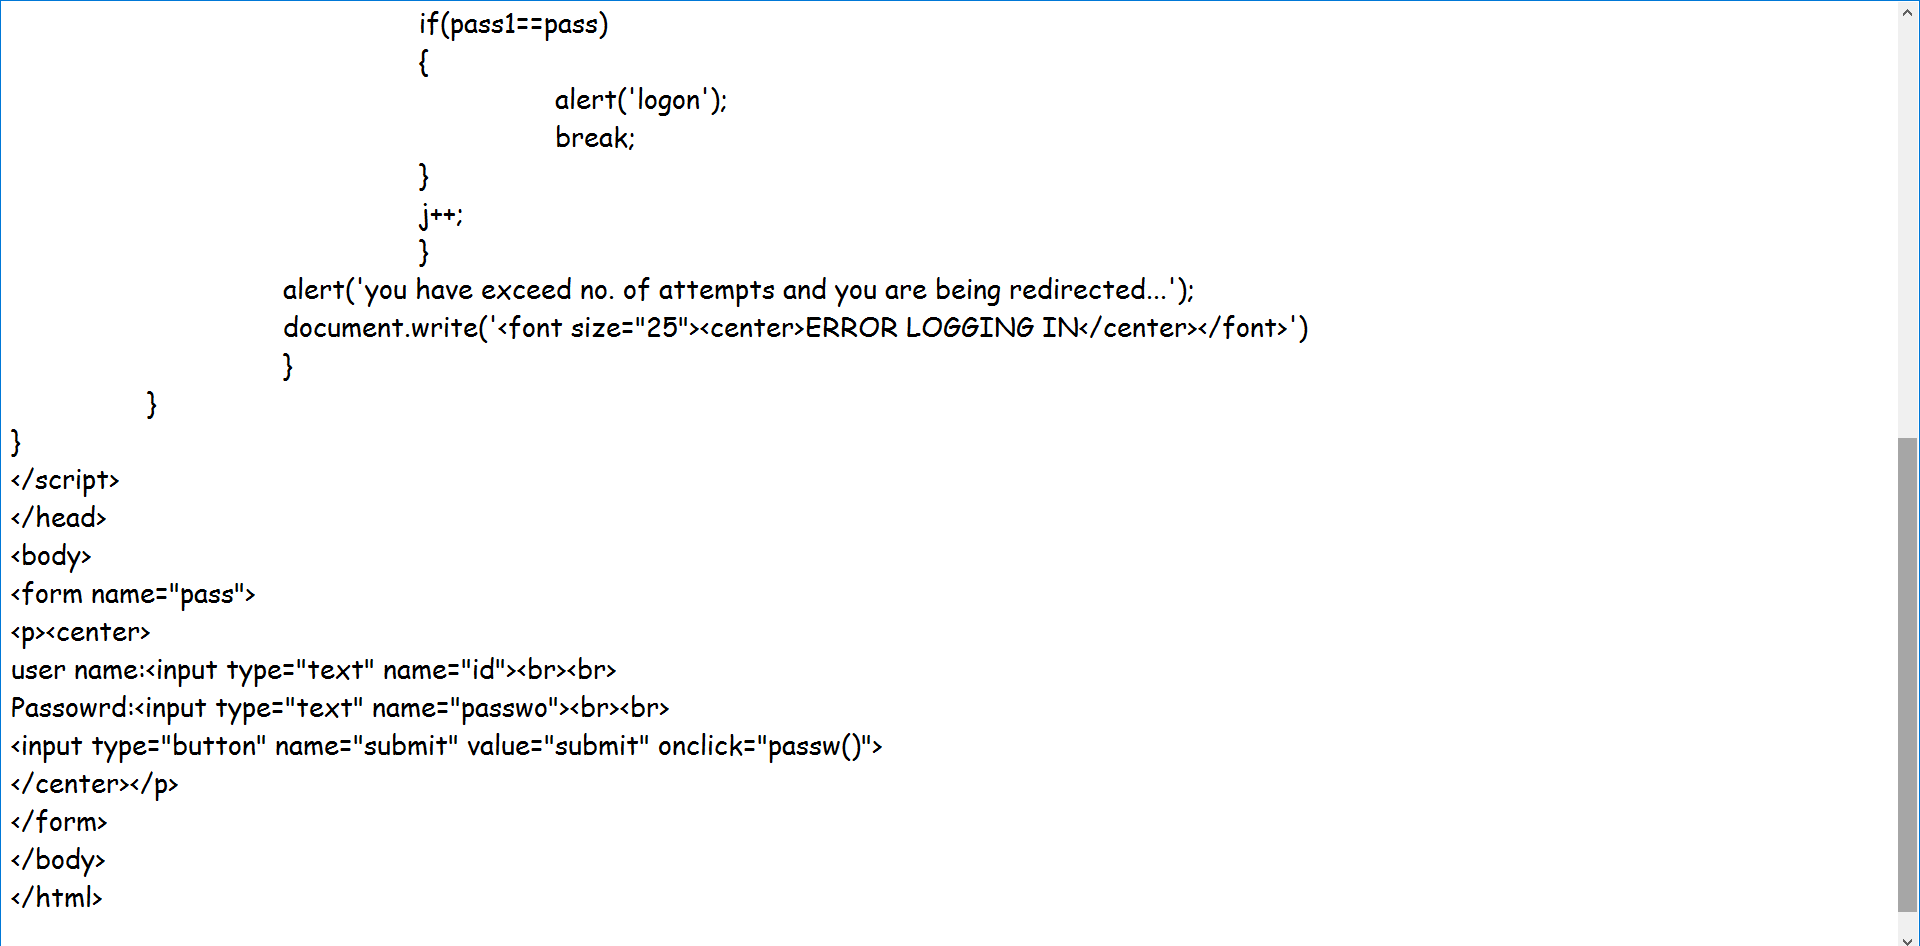 if(pass1==pass)
{
alert('logon');
break;
}
j++;
}
alert('you have exceed no. of attempts and you are being redirected...');
document.write('<font size="25"><center>ERROR LOGGING IN</center></font>')
}
}
}
</script>
</head>
<body>
<form name="pass">
<p><center>
user name:<input type="text" name="id"><br><br>
Passowrd:<input type="text" name="passwo"><br><br>
<input type="button" name="submit" value="submit" onclick="passw()">
</center></p>
</form>
</body>
</html>